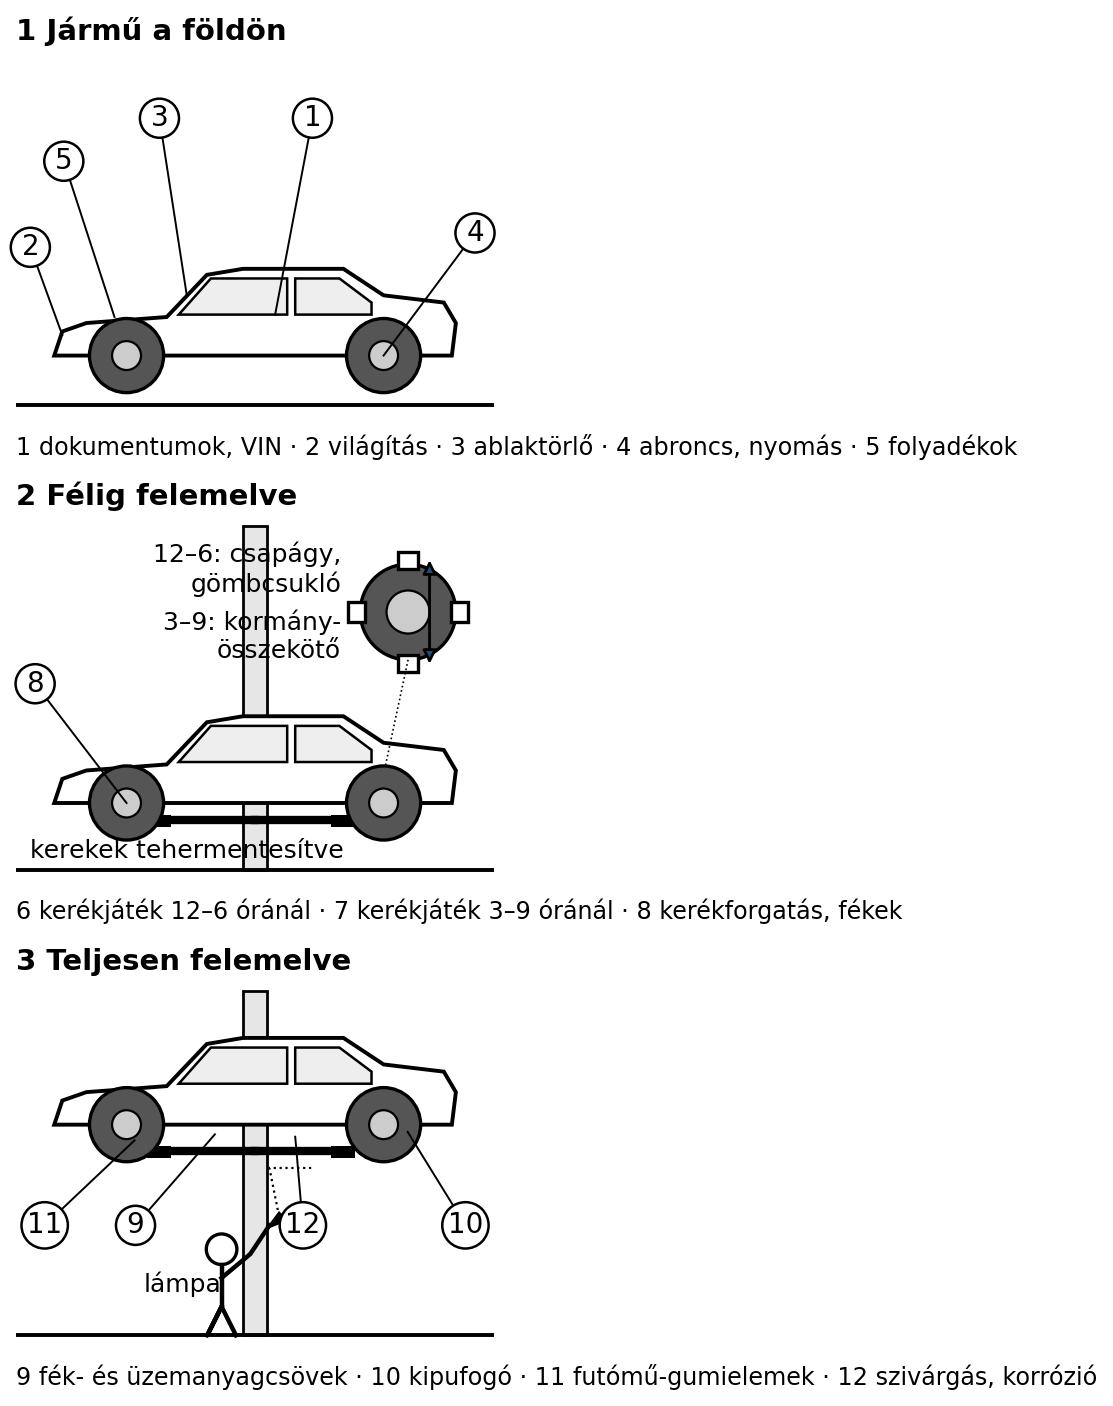 1 Jármű a földön
3
1
5
4
2
1 dokumentumok, VIN · 2 világítás · 3 ablaktörlő · 4 abroncs, nyomás · 5 folyadékok
2 Félig felemelve
12–6: csapágy,
gömbcsukló
3–9: kormány-
összekötő
8
kerekek tehermentesítve
6 kerékjáték 12–6 óránál · 7 kerékjáték 3–9 óránál · 8 kerékforgatás, fékek
3 Teljesen felemelve
11
9
12
10
lámpa
9 fék- és üzemanyagcsövek · 10 kipufogó · 11 futómű-gumielemek · 12 szivárgás, korrózió